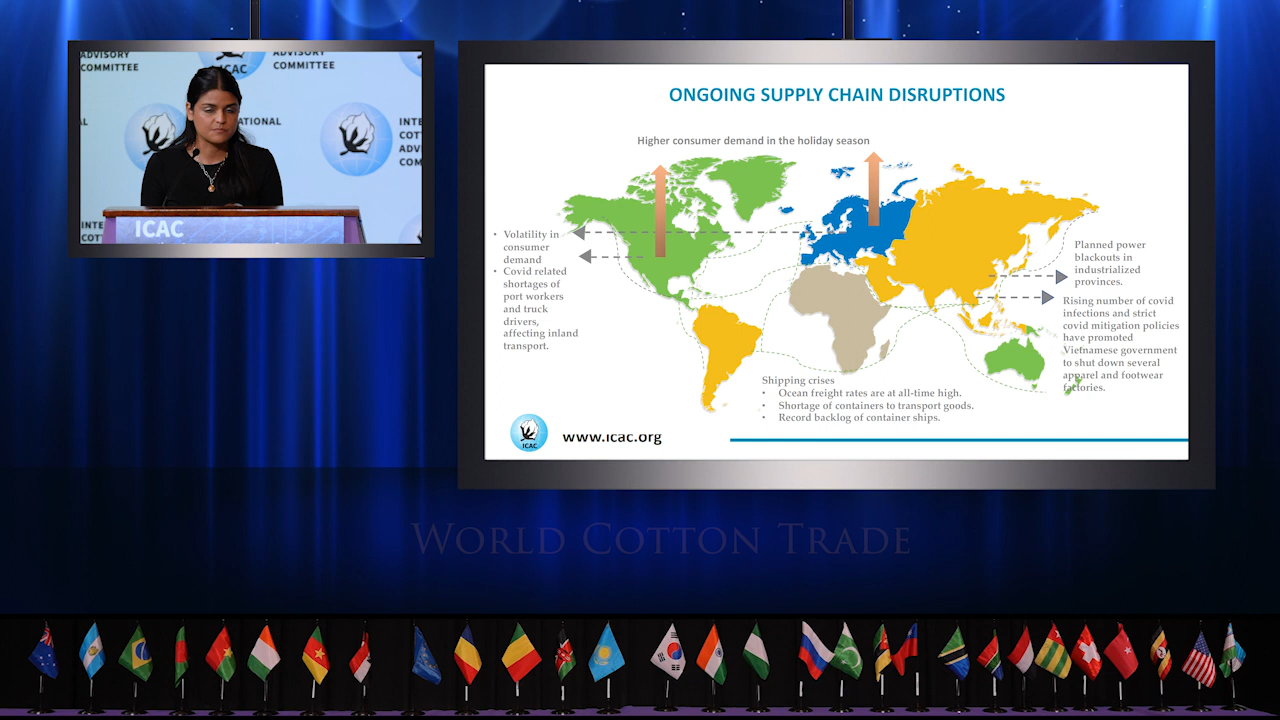 ADVISORY
COMMITTEE
ICAC
ADVISORY
COMMITTEE
ICAC
ONGOING SUPPLY CHAIN DISRUPTIONS
Higher consumer demand in the holiday season
• Volatility in
consumer
demand
• Covid related
shortages of
port workers
and truck
drivers,
affecting inland
transport.
Planned power
blackouts in
industrialized
provinces.
Rising number of covid
infections and strict
covid mitigation policies
have promoted
Vietnamese government
to shut down several
apparel and footwear
factories.
Shipping crises
• Ocean freight rates are at all-time high.
• Shortage of containers to transport goods.
• Record backlog of container ships.
ICAC
www.icac.org
World Cotton Trade